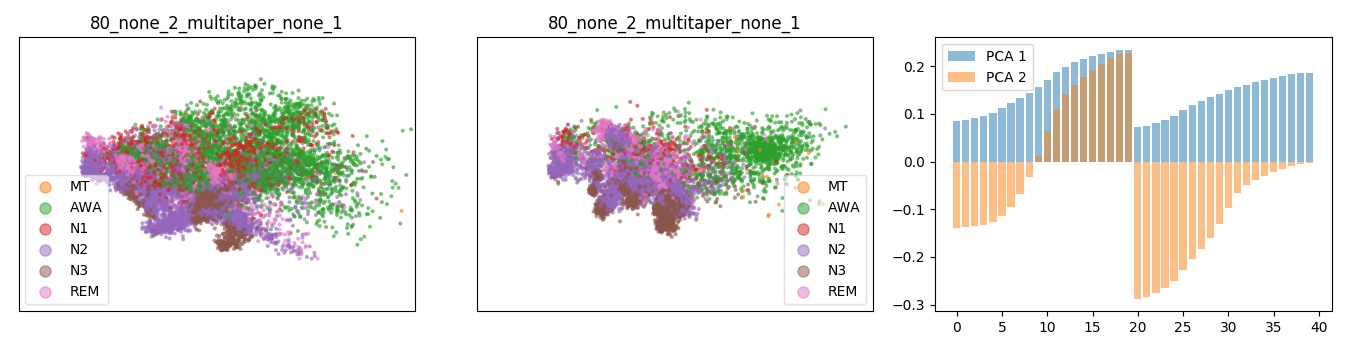 80_none_2_multitaper_none_1
MT
AWA
N1
N2
N3
REM
80_none_2_multitaper_none_1
MT
AWA
N1
N2
N3
REM
PCA 1
PCA 2
0.2
0.1
0.0
−0.1
−0.2
−0.3
0 5 10 15 20 25 30 35 40